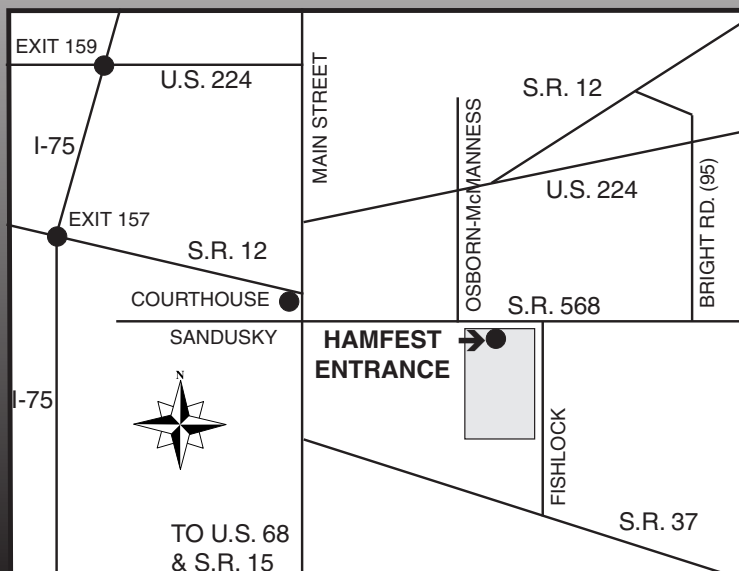 EXIT 159
U.S. 224
MAIN STREET
S.R. 12
I-75
OSBORN-McMANNESS
U.S. 224
BRIGHT RD. (95)
EXIT 157
S.R. 12
COURTHOUSE
S.R. 568
SANDUSKY
HAMFEST
ENTRANCE
N
I-75
FISHLOCK
S.R. 37
TO U.S. 68
& S.R. 15